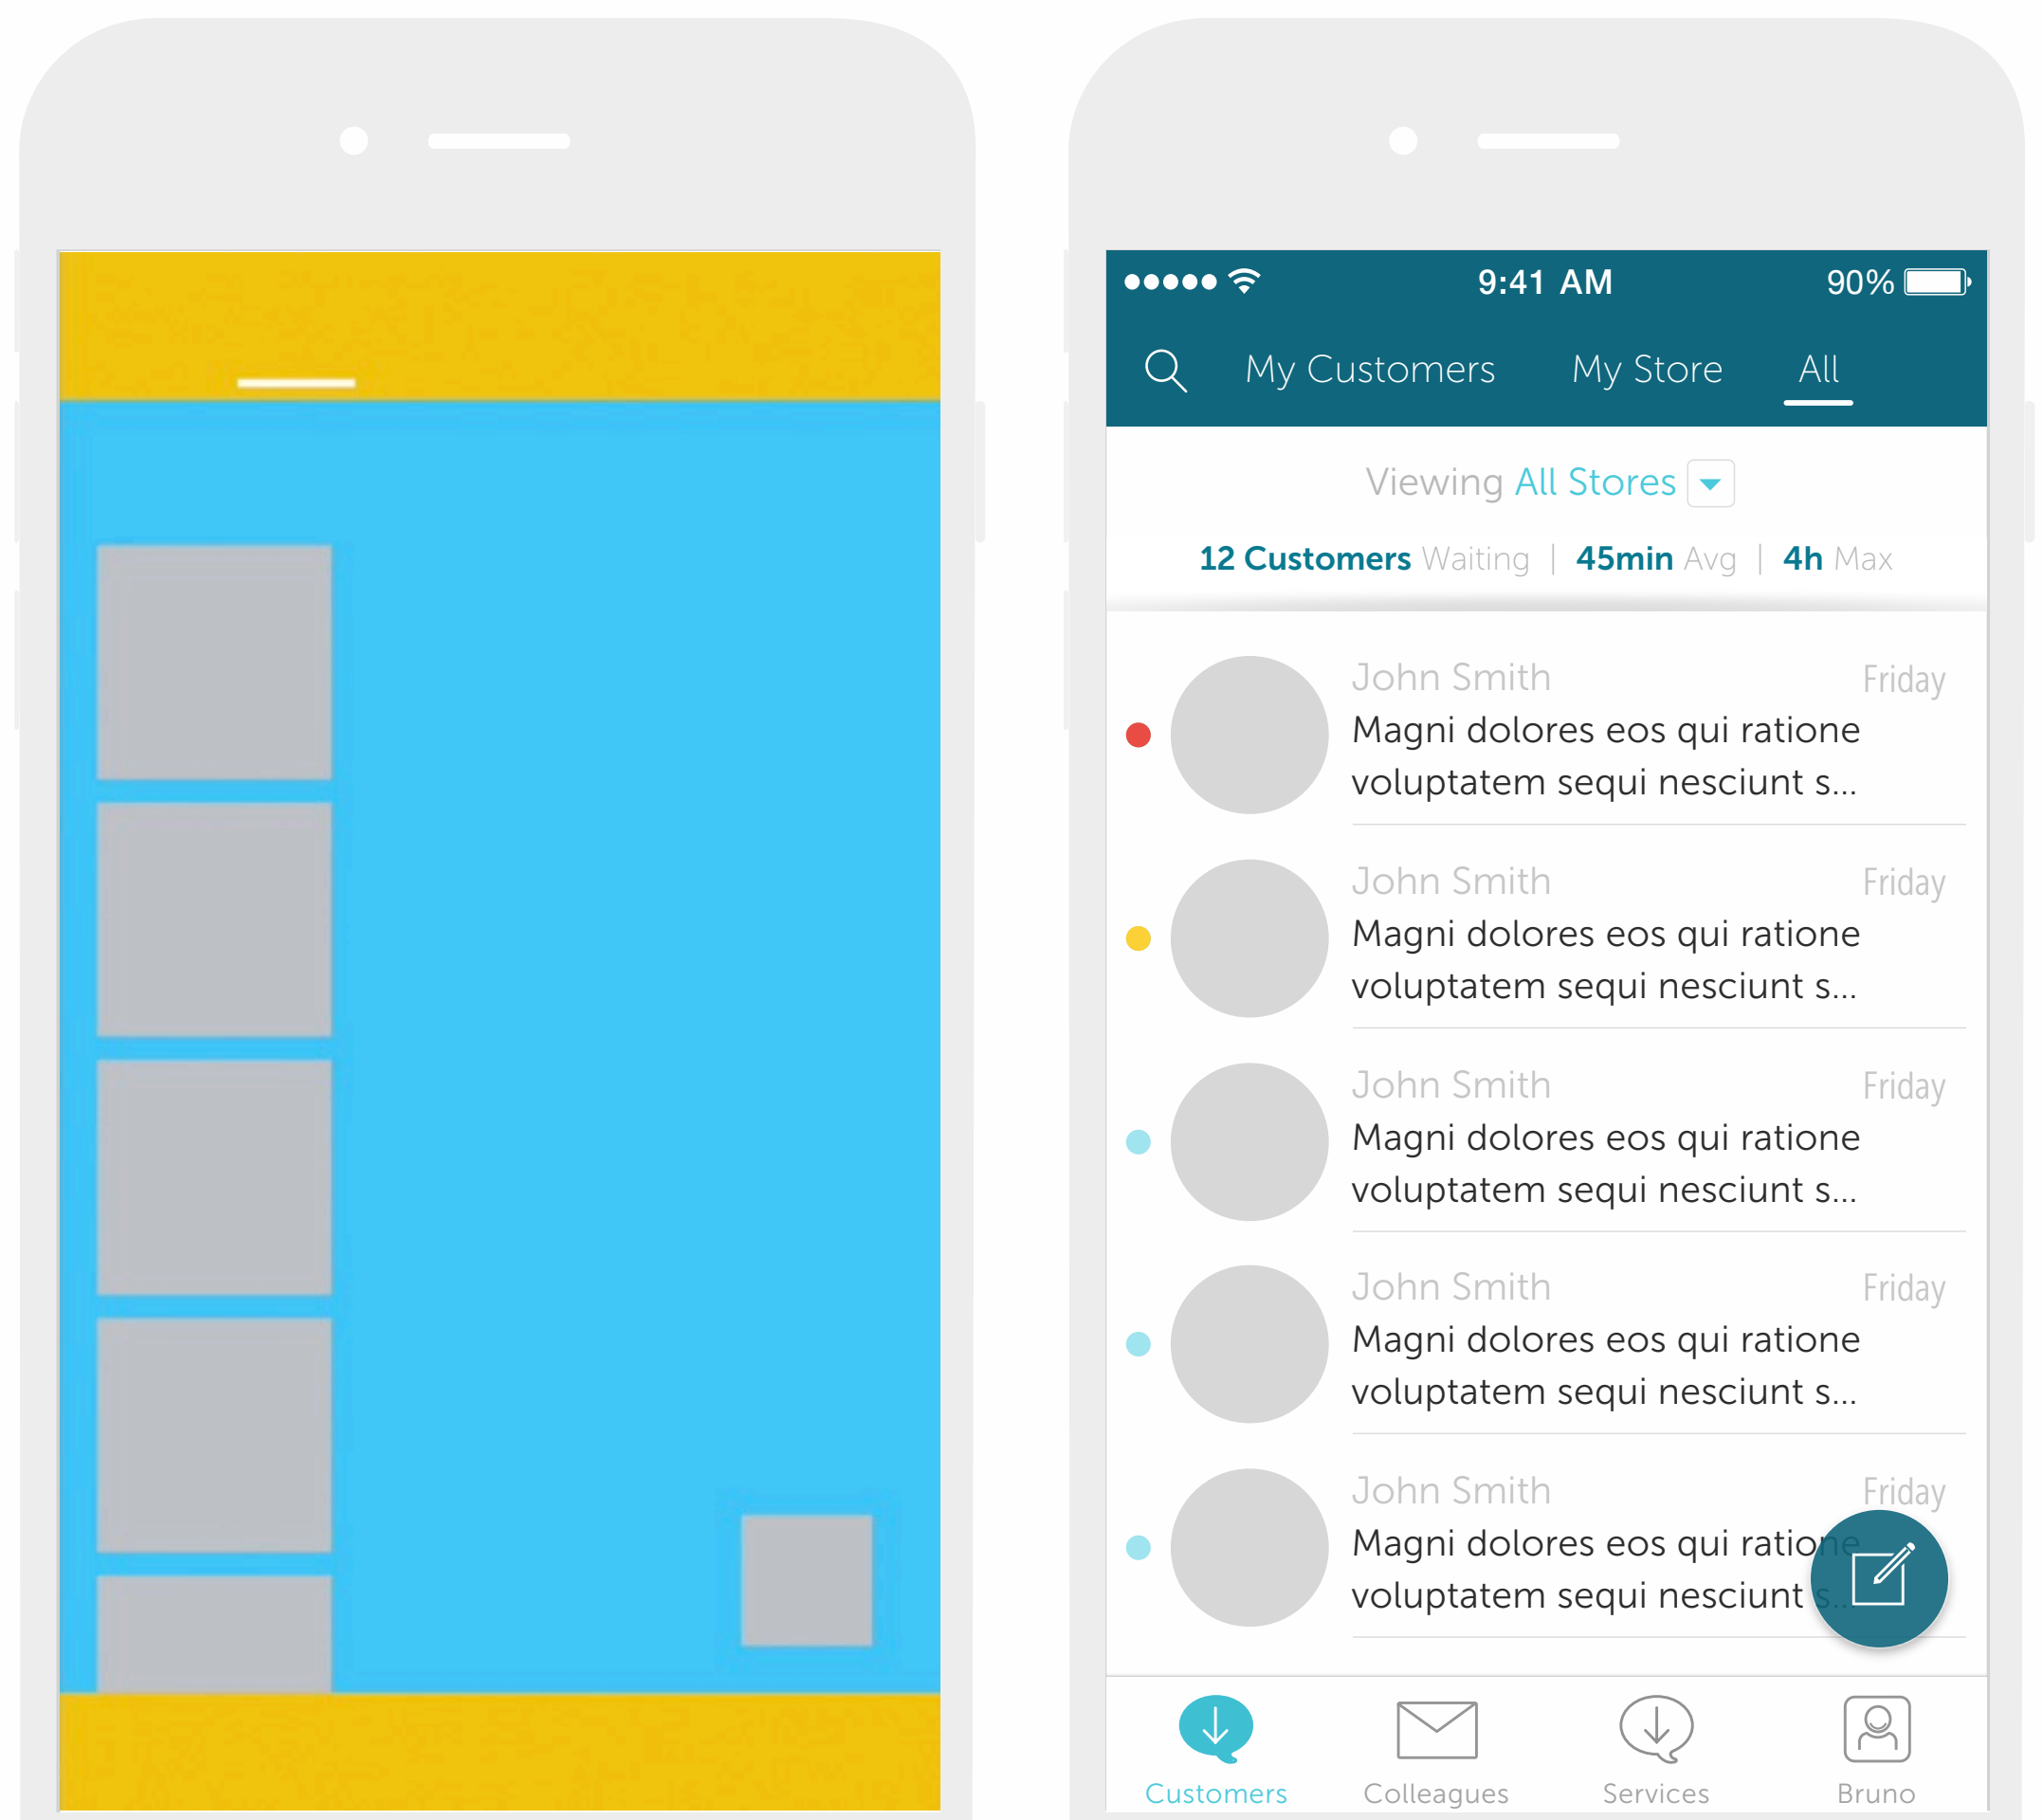 9:41 AM 90%
My Customers My Store All
Viewing All Stores
12 Customers Waiting | 45min Avg | 4h Max
John Smith Friday
Magni dolores eos qui ratione
voluptatem sequi nesciunt s...
John Smith Friday
Magni dolores eos qui ratione
voluptatem sequi nesciunt s...
John Smith Friday
Magni dolores eos qui ratione
voluptatem sequi nesciunt s...
John Smith Friday
Magni dolores eos qui ratione
voluptatem sequi nesciunt s...
John Smith Friday
Magni dolores eos qui ratione
voluptatem sequi nesciunt s...
Customers Colleagues Services Bruno